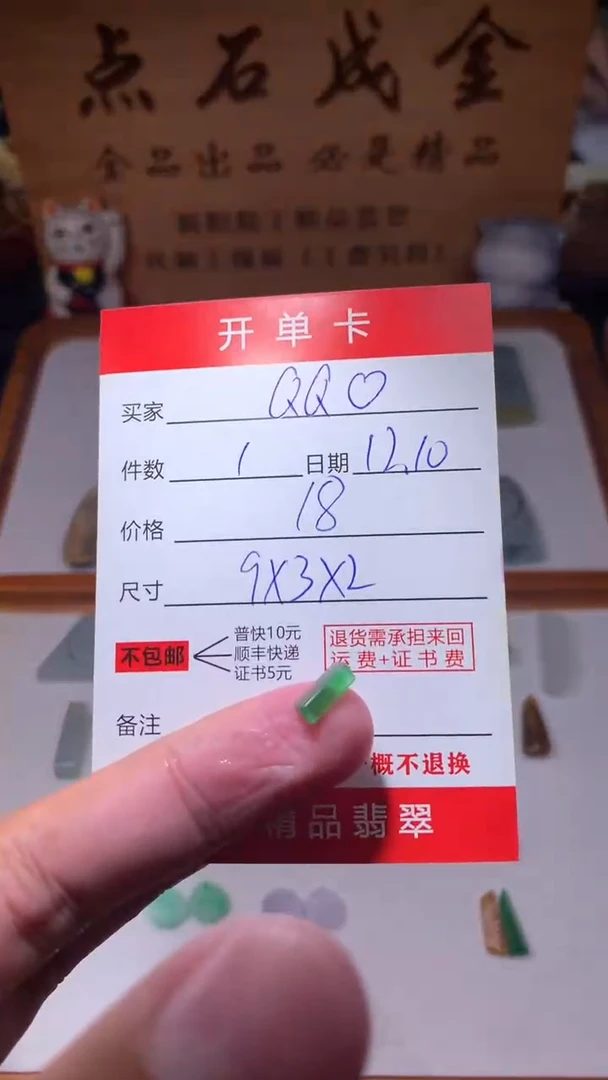 点石成金
全品出品 必是精品
开单卡
买家 QQ♡
件数 1 日期 12.10
价格 18
尺寸 9X3X2
不包邮
普快10元
顺丰快递
证书5元
退货需承担来回
运费+证书费
备注
概不退换
精品翡翠